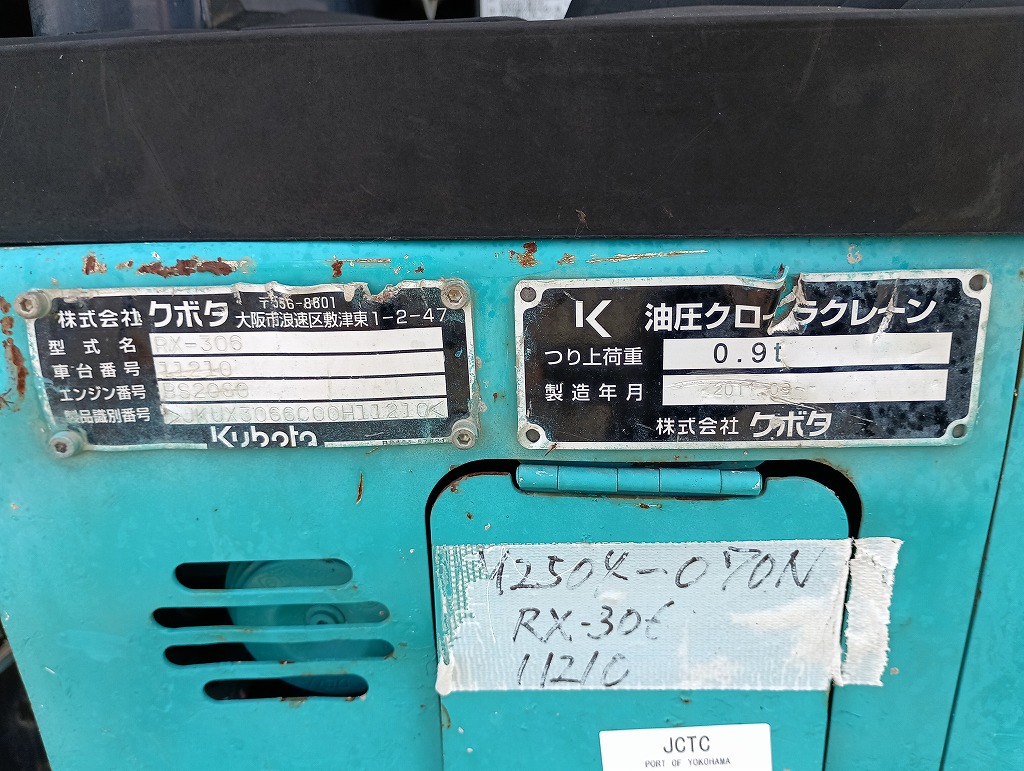 株式会社 クボタ 〒556-8601
大阪市浪速区敷津東1-2-47
型式名 RX-306
車台番号 11210
エンジン番号
製品識別番号 >JKUX3066C00H11210<
Kubota
K 油圧クローラクレーン
つり上荷重 0.9t
製造年月 2011.09
株式会社 クボタ
RX-306
11210
JCTC
PORT OF YOKOHAMA